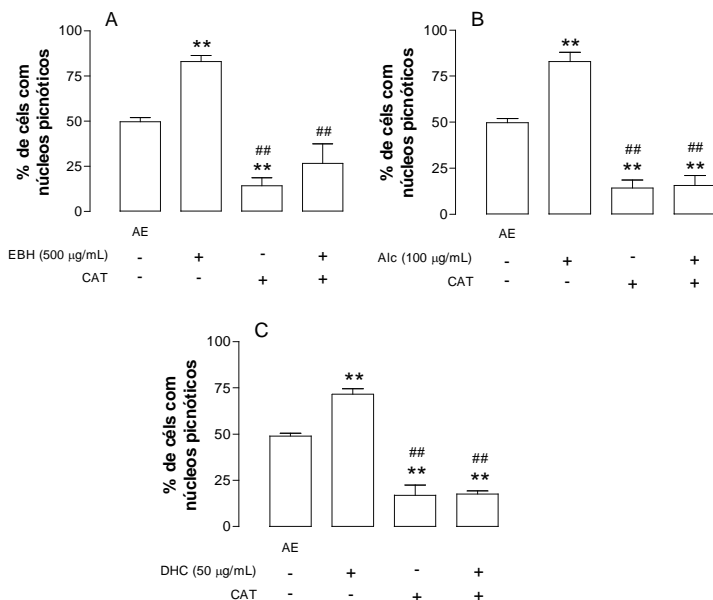 A
% de céls com
núcleos picnóticos
100
75
50
25
0
**
##
**
##
AE
EBH (500 µg/mL) - + - +
CAT - - + +
B
% de céls com
núcleos picnóticos
100
75
50
25
0
**
##
**
##
**
AE
Alc (100 µg/mL) - + - +
CAT - - + +
C
% de céls com
núcleos picnóticos
100
75
50
25
0
**
##
**
##
**
AE
DHC (50 µg/mL) - + - +
CAT - - + +